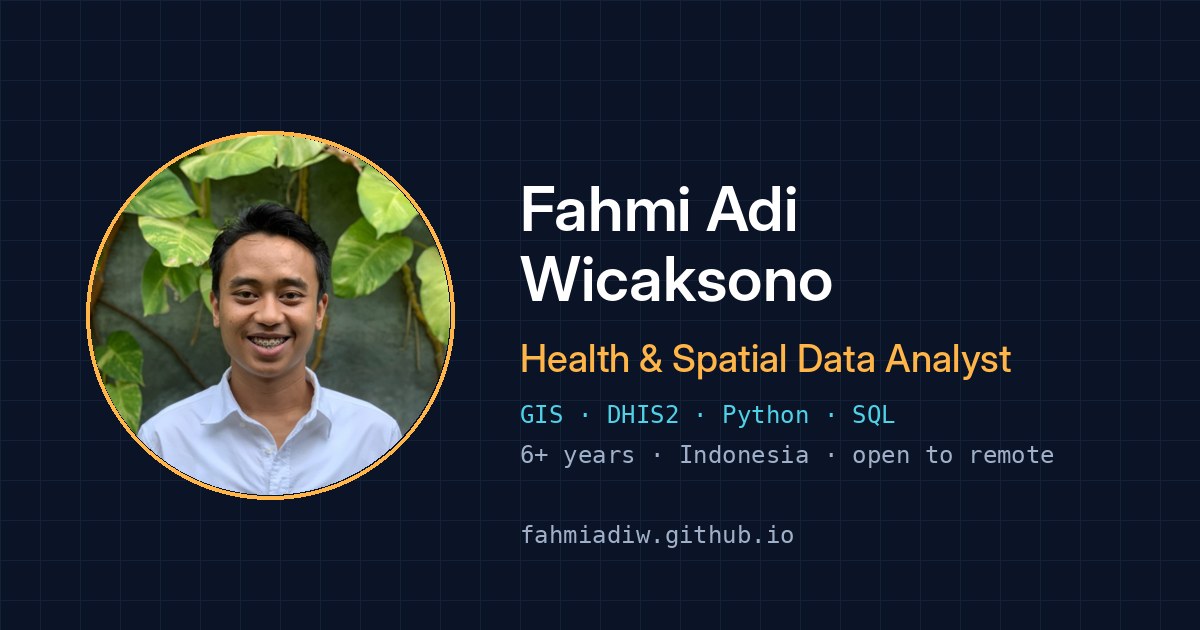 Fahmi Adi
Wicaksono
Health & Spatial Data Analyst
GIS · DHIS2 · Python · SQL
6+ years · Indonesia · open to remote
fahmiadiw.github.io